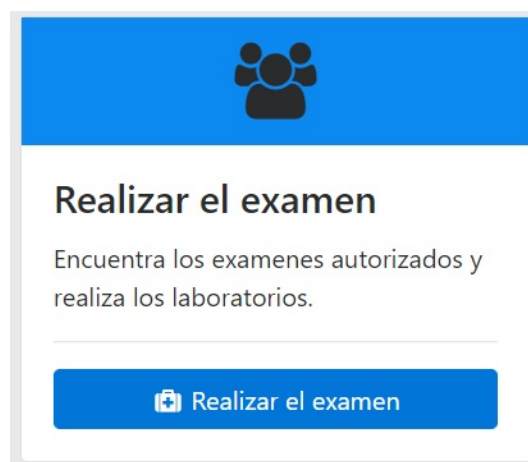 Realizar el examen
Encuentra los examenes autorizados y
realiza los laboratorios.
Realizar el examen